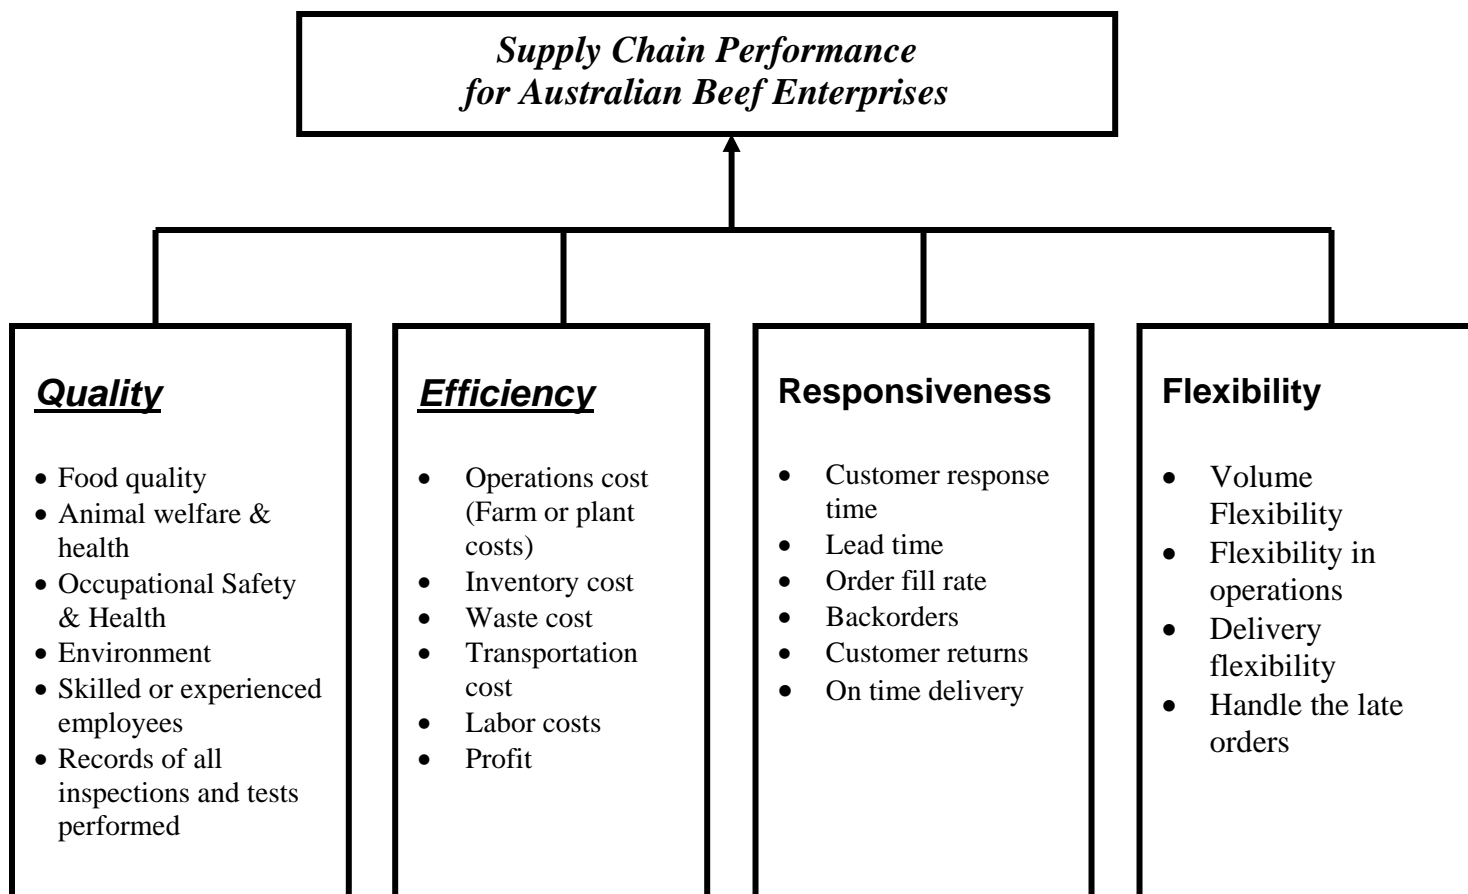 Supply Chain Performance
for Australian Beef Enterprises
Quality
• Food quality
• Animal welfare &
health
• Occupational Safety
& Health
• Environment
• Skilled or experienced
employees
• Records of all
inspections and tests
performed
Efficiency
• Operations cost
(Farm or plant
costs)
• Inventory cost
• Waste cost
• Transportation
cost
• Labor costs
• Profit
Responsiveness
• Customer response
time
• Lead time
• Order fill rate
• Backorders
• Customer returns
• On time delivery
Flexibility
• Volume
Flexibility
• Flexibility in
operations
• Delivery
flexibility
• Handle the late
orders